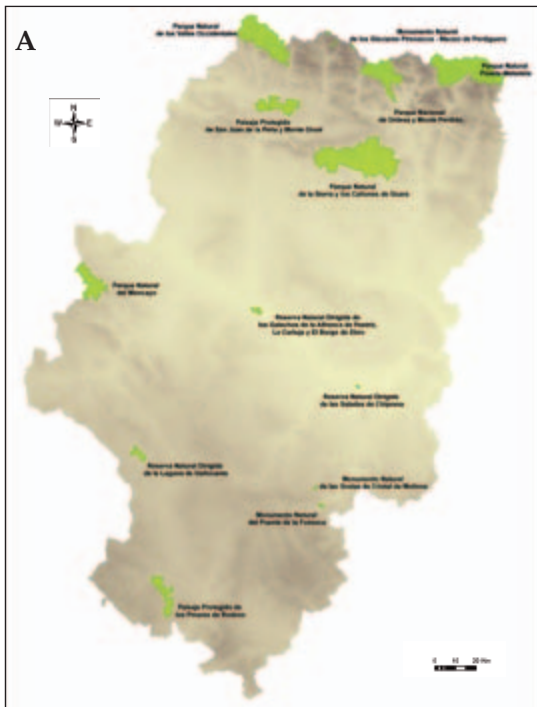 A
Parque Natural
de los Valles Occidentales
Monumento Natural
de los Glaciares Pirenaicos - Macizo de Perdiguero
Parque Natural
Posets-Maladeta
N
W E
S
Parque Nacional
de Ordesa y Monte Perdido
Paisaje Protegido
de San Juan de la Peña y Monte Oroel
Parque Natural
de la Sierra y los Cañones de Guara
Parque Natural
del Moncayo
Reserva Natural Dirigida de
los Galachos de la Alfranca de Pastriz,
La Cartuja y El Burgo de Ebro
Reserva Natural Dirigida
de las Saladas de Chiprana
Reserva Natural Dirigida
de la Laguna de Gallocanta
Monumento Natural
de las Grutas de Cristal de Molinos
Monumento Natural
del Puente de la Fonseca
Paisaje Protegido de
los Pinares de Rodeno
0 10 20 Km